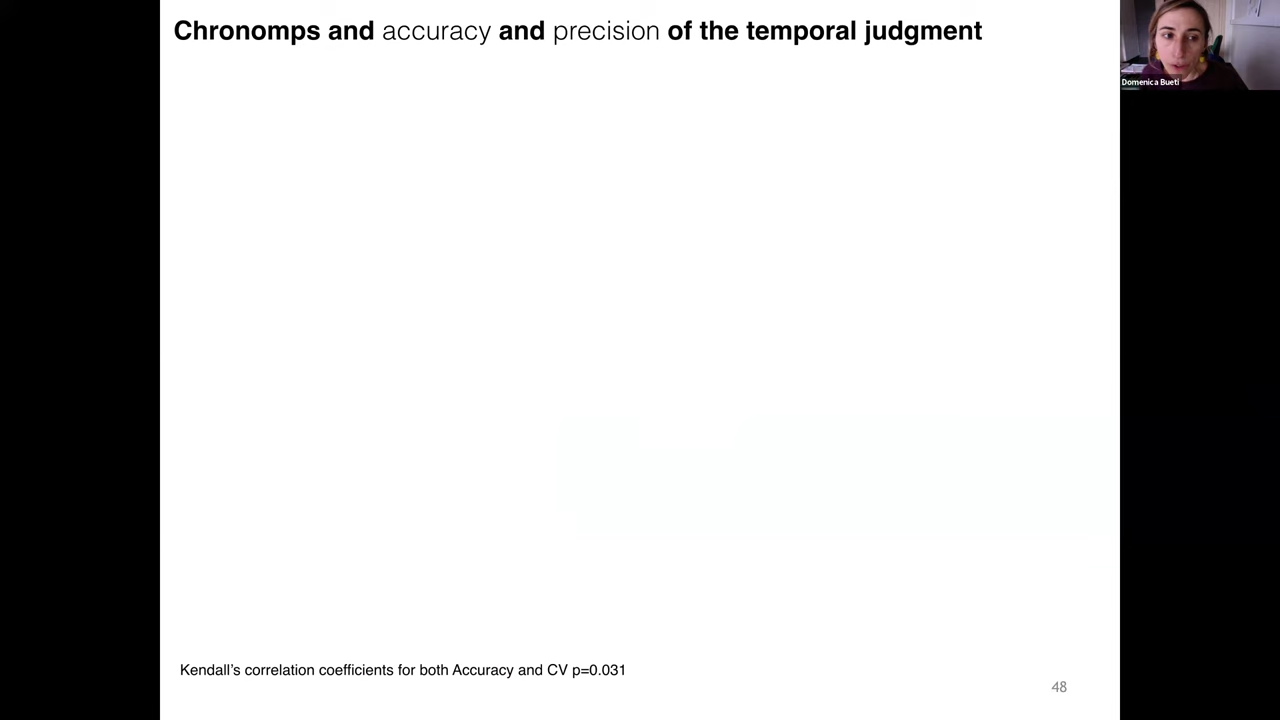 Chronomps and accuracy and precision of the temporal judgment
Domenica Bueti
Kendall's correlation coefficients for both Accuracy and CV p=0.031
48